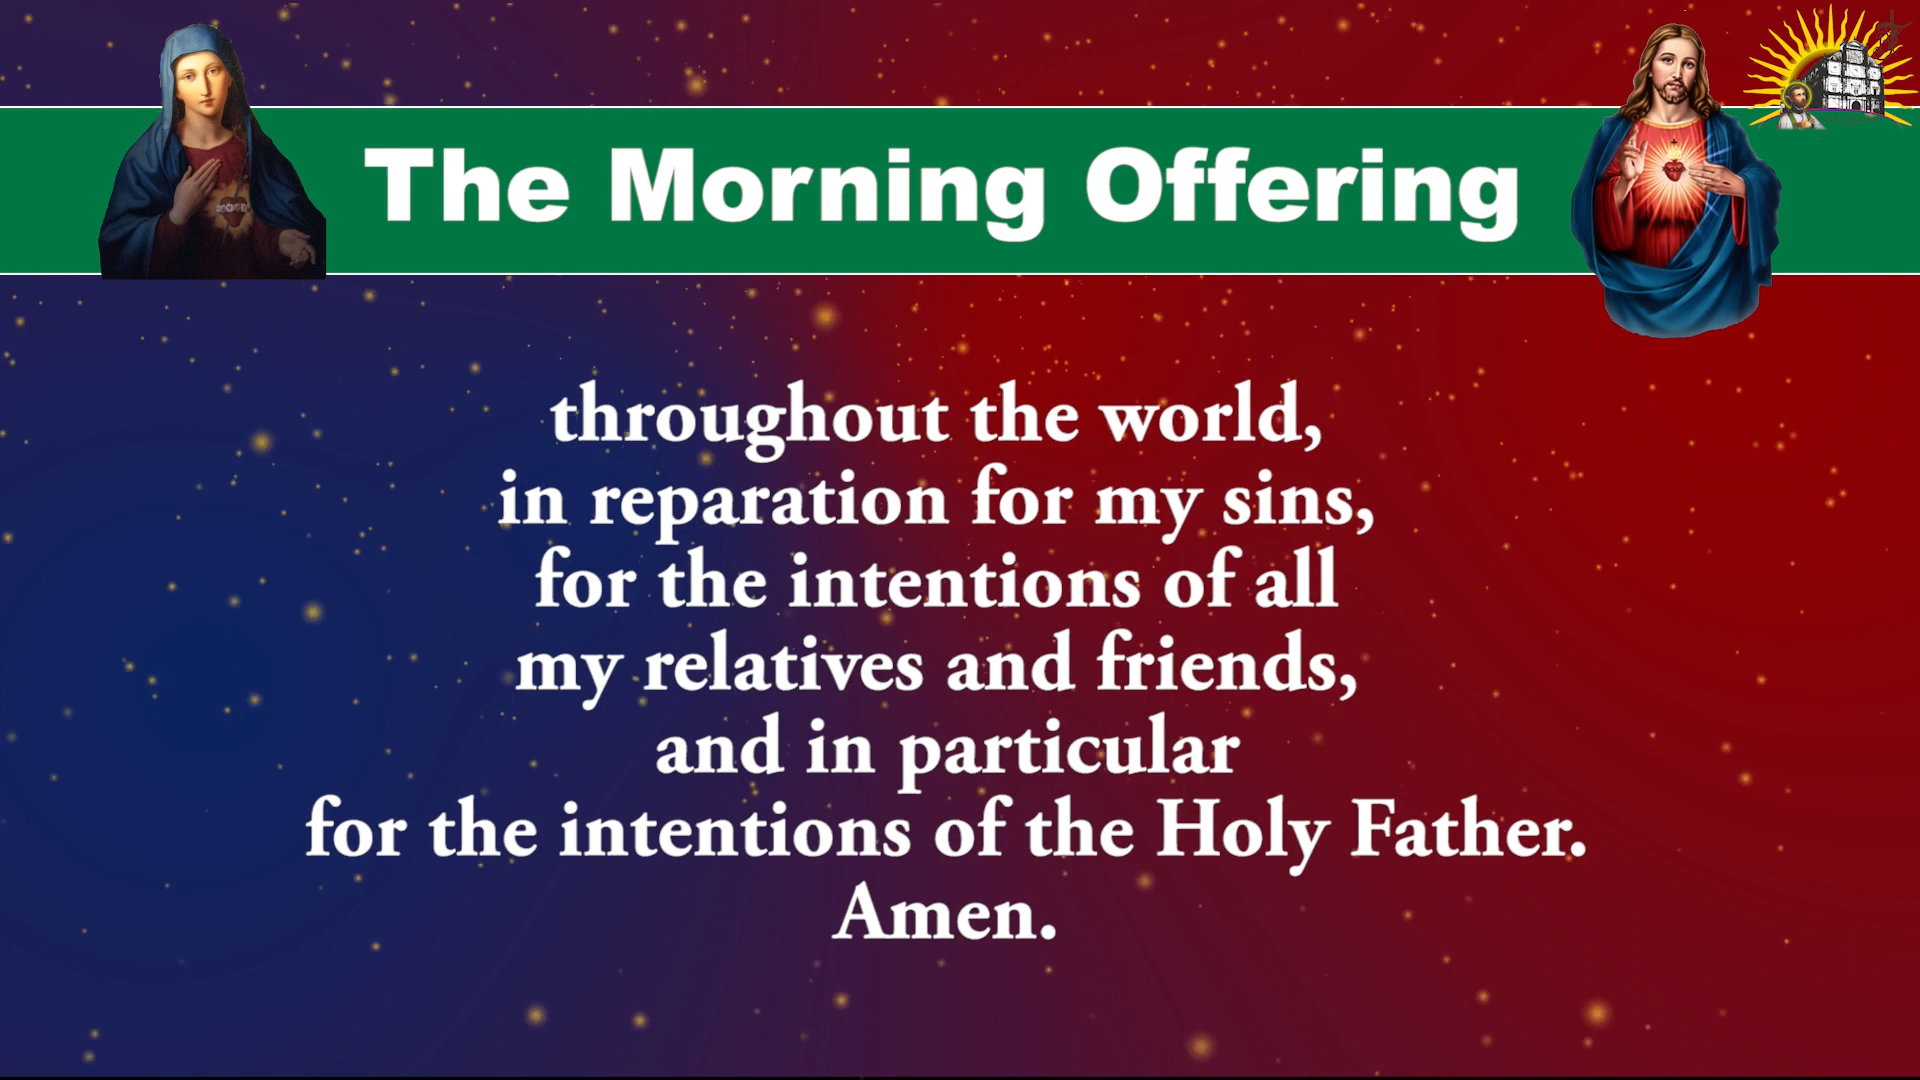 The Morning Offering
throughout the world,
in reparation for my sins,
for the intentions of all
my relatives and friends,
and in particular
for the intentions of the Holy Father.
Amen.